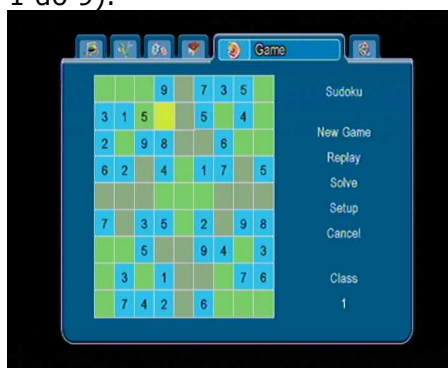 1 do 9).
Game
Sudoku
9 7 3 5
3 1 5 5 4
2 9 8 6
6 2 4 1 7 5
7 3 5 2 9 8
5 9 4 3
3 1 7 6
7 4 2 6
New Game
Replay
Solve
Setup
Cancel
Class
1